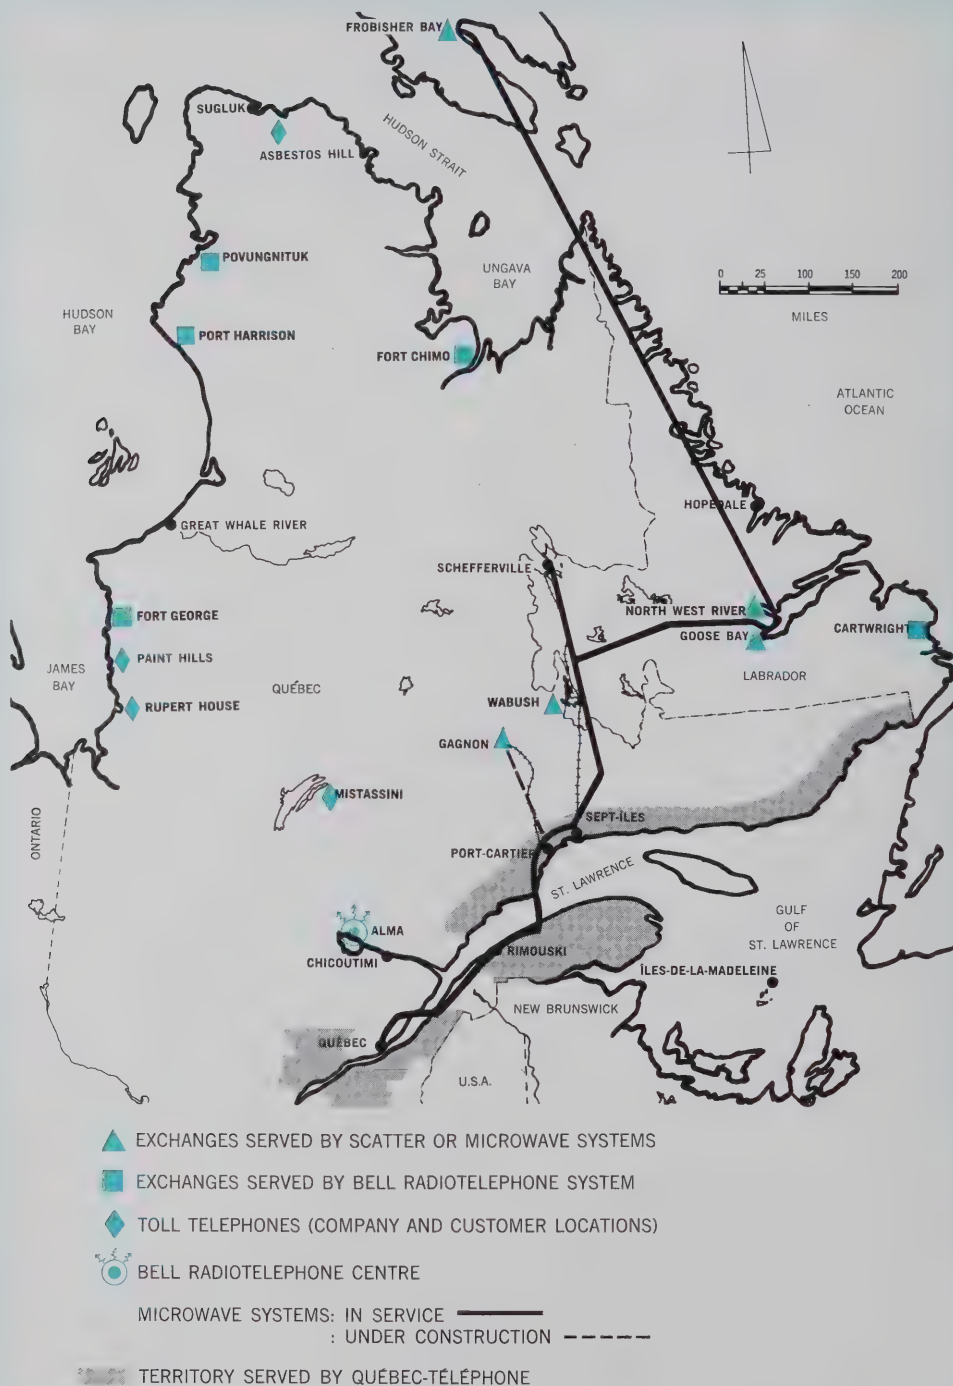 FROBISHER BAY
SUGLUK
HUDSON STRAIT
ASBESTOS HILL
POVUNGNITUK
UNGAVA
BAY
0 25 100 150 200
MILES
HUDSON
BAY
PORT HARRISON
FORT CHIMO
ATLANTIC
OCEAN
HOPEDALE
GREAT WHALE RIVER
SCHEFFERVILLE
FORT GEORGE
NORTH WEST RIVER
GOOSE BAY
CARTWRIGHT
JAMES
BAY
PAINT HILLS
QUÉBEC
LABRADOR
RUPERT HOUSE
WABUSH
GAGNON
MISTASSINI
SEPT-ÎLES
ONTARIO
PORT-CARTIER
ST. LAWRENCE
GULF
OF
ST. LAWRENCE
ALMA
CHICOUTIMI
RIMOUSKI
ÎLES-DE-LA-MADELEINE
NEW BRUNSWICK
QUÉBEC
U.S.A.
EXCHANGES SERVED BY SCATTER OR MICROWAVE SYSTEMS
EXCHANGES SERVED BY BELL RADIOTELEPHONE SYSTEM
TOLL TELEPHONES (COMPANY AND CUSTOMER LOCATIONS)
BELL RADIOTELEPHONE CENTRE
MICROWAVE SYSTEMS: IN SERVICE
: UNDER CONSTRUCTION
TERRITORY SERVED BY QUÉBEC-TÉLÉPHONE